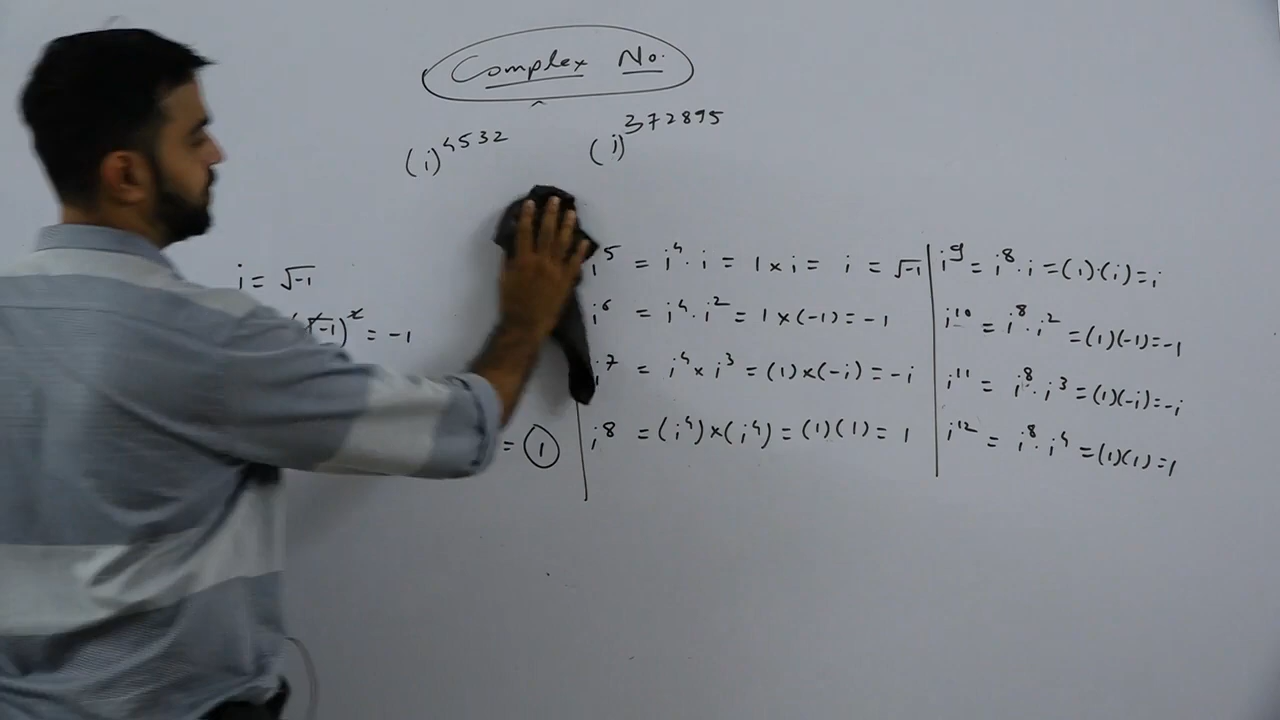 Complex No.
(i)^4532 (i)^372895
i = √-1
(√-1)^2 = -1
= 1
i^5 = i^4 · i = 1 × i = i = √-1
i^6 = i^4 · i^2 = 1 × (-1) = -1
i^7 = i^4 × i^3 = (1) × (-i) = -i
i^8 = (i^4) × (i^4) = (1)(1) = 1
i^9 = i^8 · i = (1)·(i) = i
i^10 = i^8 · i^2 = (1)(-1) = -1
i^11 = i^8 · i^3 = (1)(-i) = -i
i^12 = i^8 · i^4 = (1)(1) = 1